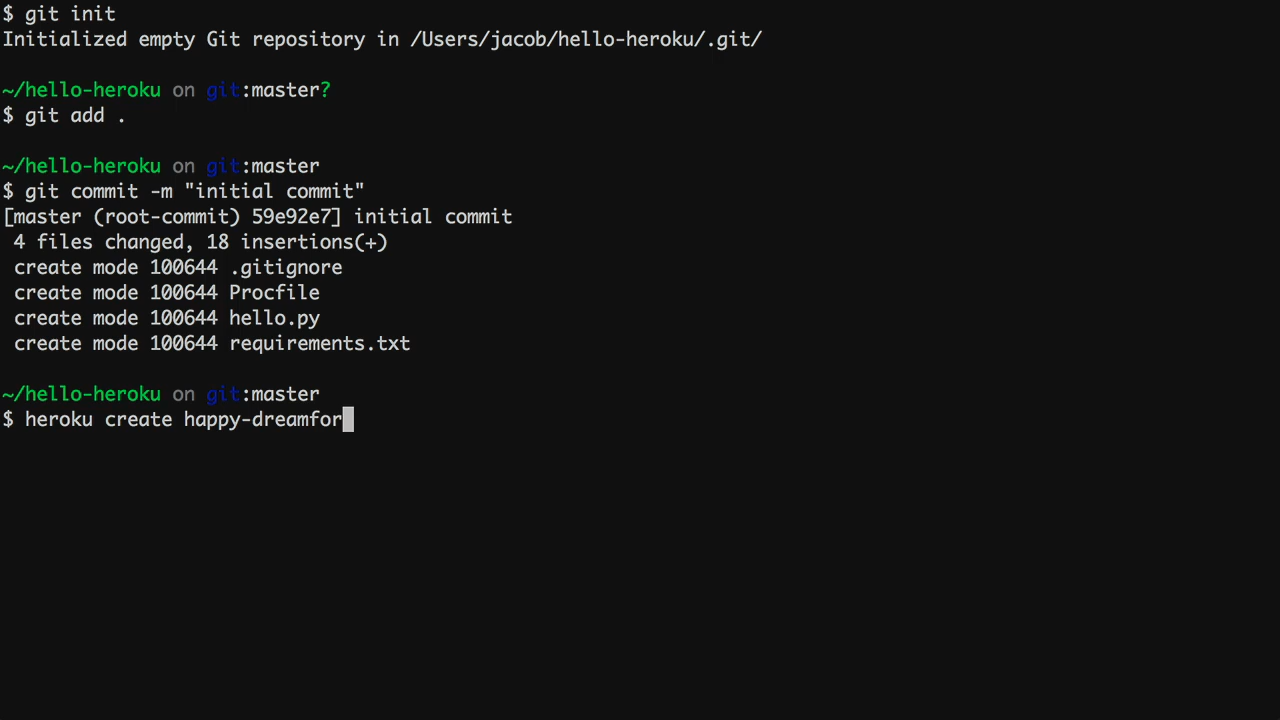 $ git init
Initialized empty Git repository in /Users/jacob/hello-heroku/.git/
~/hello-heroku on git:master?
$ git add .
~/hello-heroku on git:master
$ git commit -m "initial commit"
[master (root-commit) 59e92e7] initial commit
4 files changed, 18 insertions(+)
create mode 100644 .gitignore
create mode 100644 Procfile
create mode 100644 hello.py
create mode 100644 requirements.txt
~/hello-heroku on git:master
$ heroku create happy-dreamfor